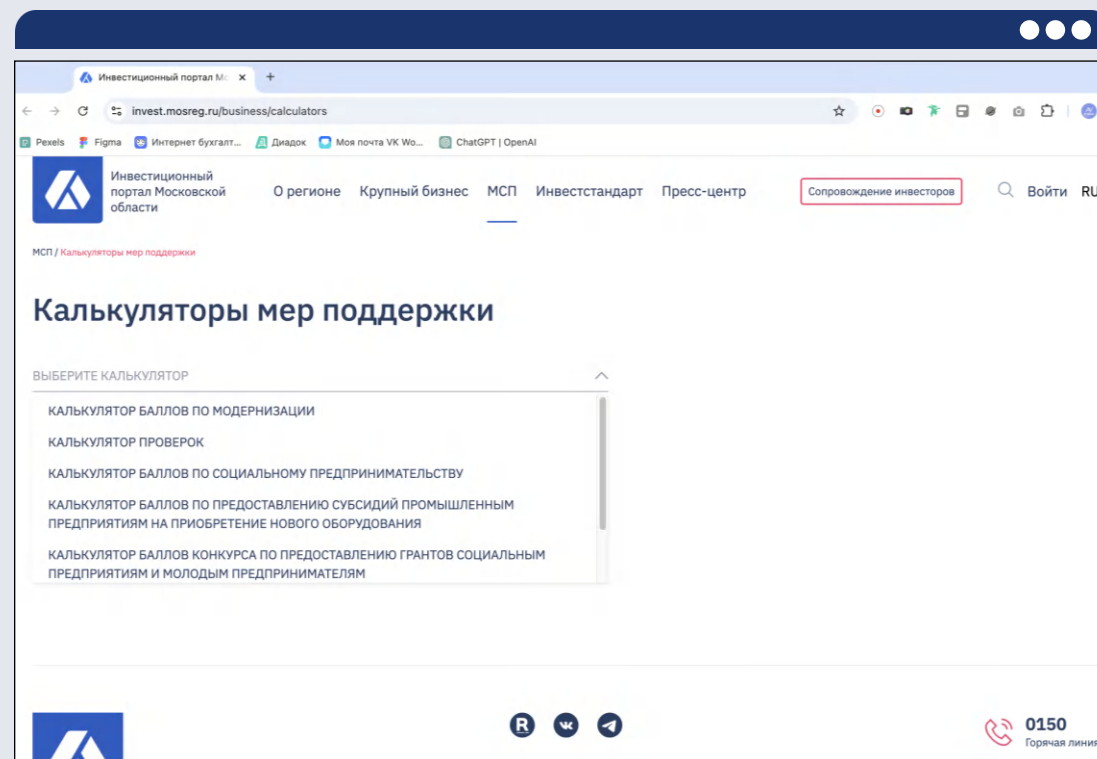 Инвестиционный портал Мо
invest.mosreg.ru/business/calculators
Pexels Figma Интернет бухгалт... Диадок Моя почта VK Wo... ChatGPT | OpenAI
Инвестиционный
портал Московской
области
О регионе Крупный бизнес МСП Инвестстандарт Пресс-центр
Сопровождение инвесторов
Войти RU
МСП / Калькуляторы мер поддержки
Калькуляторы мер поддержки
ВЫБЕРИТЕ КАЛЬКУЛЯТОР
КАЛЬКУЛЯТОР БАЛЛОВ ПО МОДЕРНИЗАЦИИ
КАЛЬКУЛЯТОР ПРОВЕРОК
КАЛЬКУЛЯТОР БАЛЛОВ ПО СОЦИАЛЬНОМУ ПРЕДПРИНИМАТЕЛЬСТВУ
КАЛЬКУЛЯТОР БАЛЛОВ ПО ПРЕДОСТАВЛЕНИЮ СУБСИДИЙ ПРОМЫШЛЕННЫМ
ПРЕДПРИЯТИЯМ НА ПРИОБРЕТЕНИЕ НОВОГО ОБОРУДОВАНИЯ
КАЛЬКУЛЯТОР БАЛЛОВ КОНКУРСА ПО ПРЕДОСТАВЛЕНИЮ ГРАНТОВ СОЦИАЛЬНЫМ
ПРЕДПРИЯТИЯМ И МОЛОДЫМ ПРЕДПРИНИМАТЕЛЯМ
0150
Горячая линия